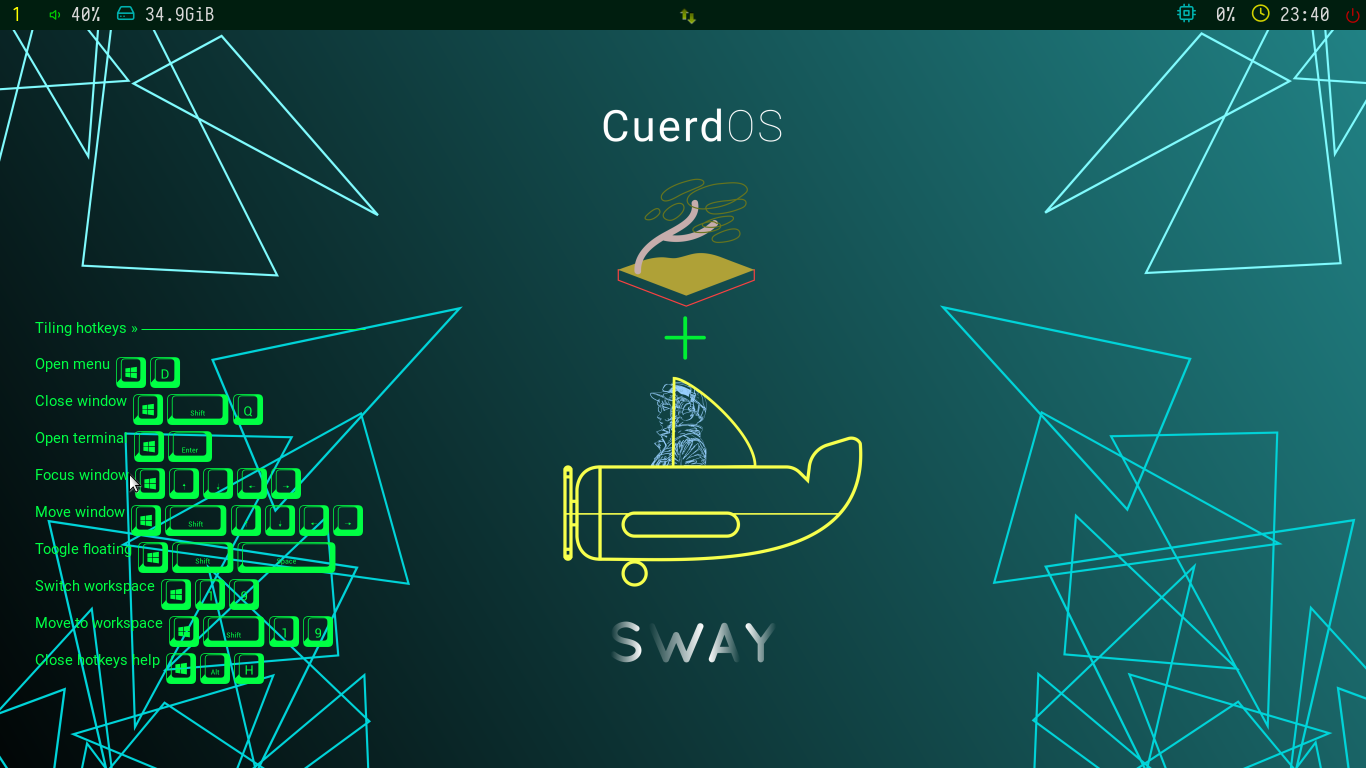 1 40% 34.9GiB 0% 23:40
CuerdOS
Tiling hotkeys »
Open menu D
Close window Shift Q
Open terminal Enter
Focus window ↑ ↓ ← →
Move window Shift ↑ ↓ ← →
Toogle floating Shift Space
Switch workspace 1 9
Move to workspace Shift 1 9
Close hotkeys help Alt H
SWAY